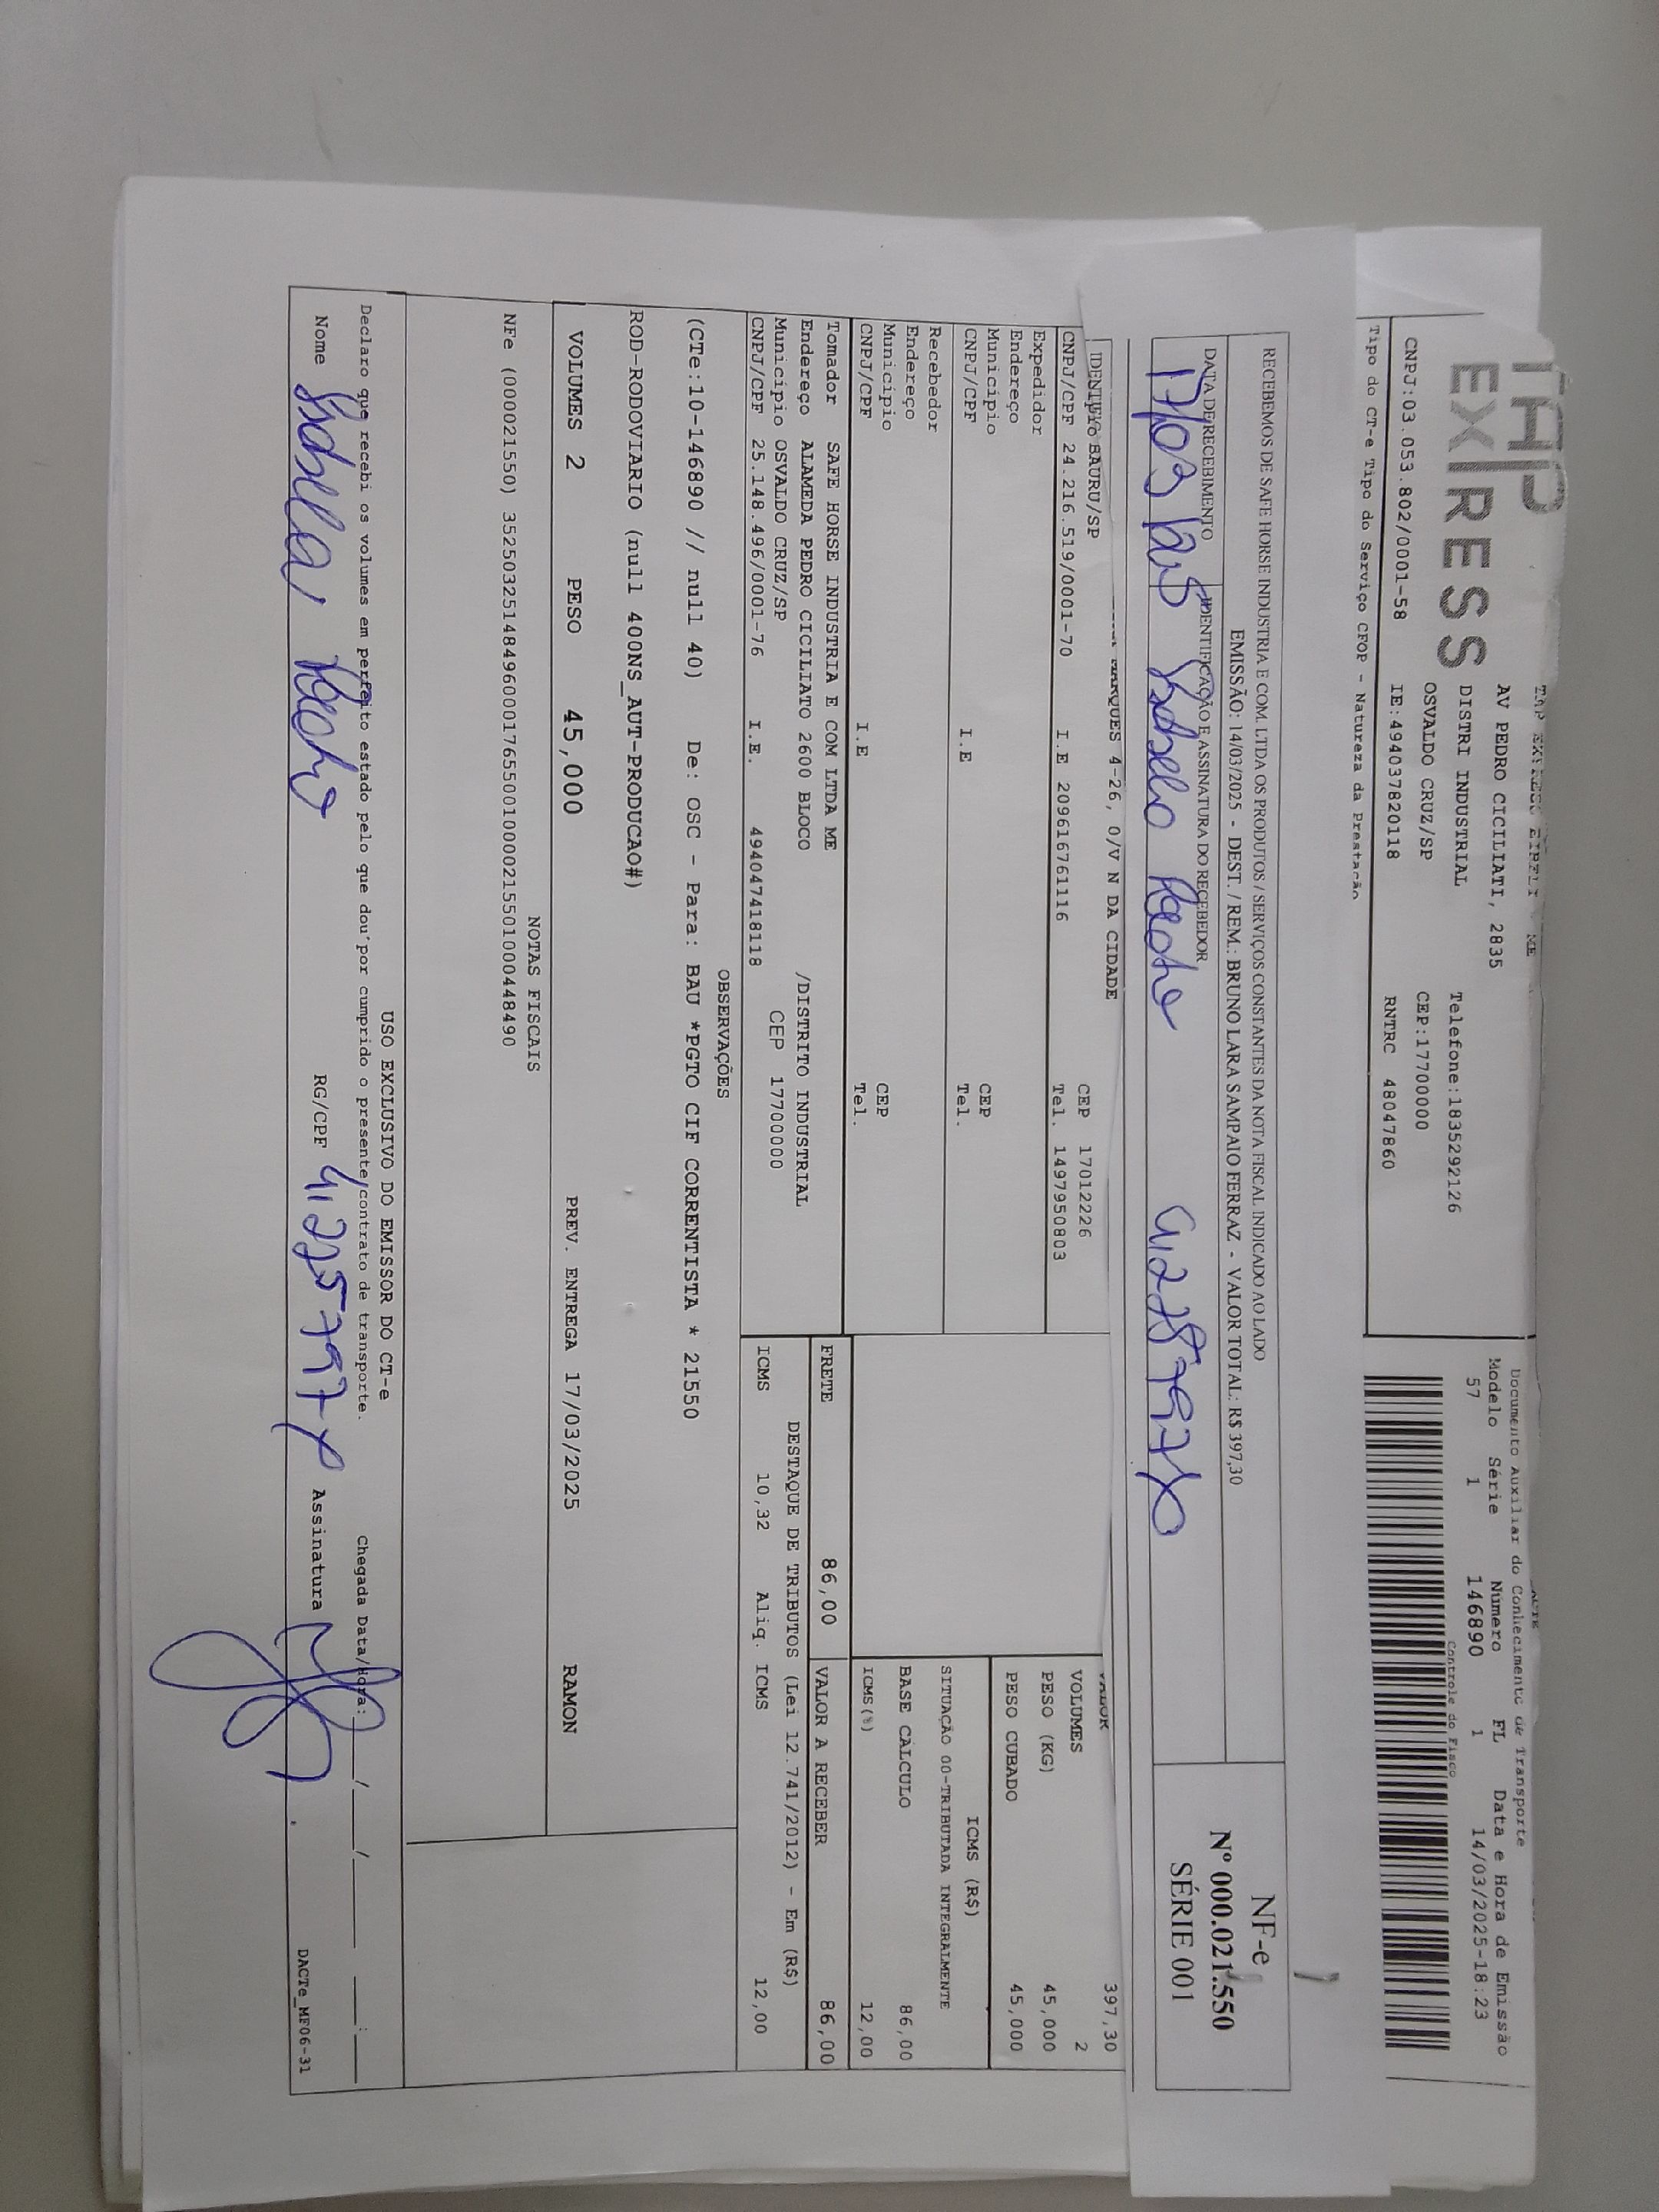 TAP
EXPRESS
AV PEDRO CICILIATI, 2835
DISTRI INDUSTRIAL Telefone:1835292126
OSVALDO CRUZ/SP CEP:17700000
CNPJ:03.053.802/0001-58 IE:494037820118 RNTRC 48047860
Tipo do CT-e Tipo do Serviço CFOP - Natureza da Prestação
Documento Auxiliar do Conhecimento de Transporte
Modelo Série Número FL Data e Hora de Emissão
57 1 146890 1 14/03/2025-18:23
Controle do Fisco
RECEBEMOS DE SAFE HORSE INDUSTRIA E COM. LTDA OS PRODUTOS / SERVIÇOS CONSTANTES DA NOTA FISCAL INDICADO AO LADO
EMISSÃO: 14/03/2025 - DEST. / REM.: BRUNO LARA SAMPAIO FERRAZ - VALOR TOTAL: R$ 397,30
DATA DE RECEBIMENTO IDENTIFICAÇÃO E ASSINATURA DO RECEBEDOR
NF-e
Nº 000.021.550
SÉRIE 001
MARQUES 4-26, 0/V N DA CIDADE
BAURU/SP CEP 17012226
CNPJ/CPF 24.216.519/0001-70 I.E 209616761116 Tel. 1497950803
Expedidor
Endereço
Município CEP
CNPJ/CPF I.E Tel.
Recebedor
Endereço
Município CEP
CNPJ/CPF I.E Tel.
397,30
VOLUMES 2
PESO (KG) 45,000
PESO CUBADO 45,000
ICMS (R$)
SITUAÇÃO 00-TRIBUTADA INTEGRALMENTE
BASE CÁLCULO 86,00
ICMS(%) 12,00
Tomador SAFE HORSE INDUSTRIA E COM LTDA ME
Endereço ALAMEDA PEDRO CICILIATO 2600 BLOCO /DISTRITO INDUSTRIAL
Município OSVALDO CRUZ/SP CEP 17700000
CNPJ/CPF 25.148.496/0001-76 I.E. 494047418118
FRETE 86,00 VALOR A RECEBER 86,00
DESTAQUE DE TRIBUTOS (Lei 12.741/2012) - Em (R$)
ICMS 10,32 Aliq. ICMS 12,00
OBSERVAÇÕES
(CTe:10-146890 // null 40) De: OSC - Para: BAU *PGTO CIF CORRENTISTA * 21550
ROD-RODOVIARIO (null 400NS_AUT-PRODUCAO#)
VOLUMES 2 PESO 45,000 PREV. ENTREGA 17/03/2025 RAMON
NOTAS FISCAIS
NFe (000021550) 35250325148496000176550010000215501000448490
USO EXCLUSIVO DO EMISSOR DO CT-e
Declaro que recebi os volumes em perfeito estado pelo que dou por cumprido o presente contrato de transporte. Chegada Data/Hora: / / :
Nome RG/CPF Assinatura
DACTe_MF06-31